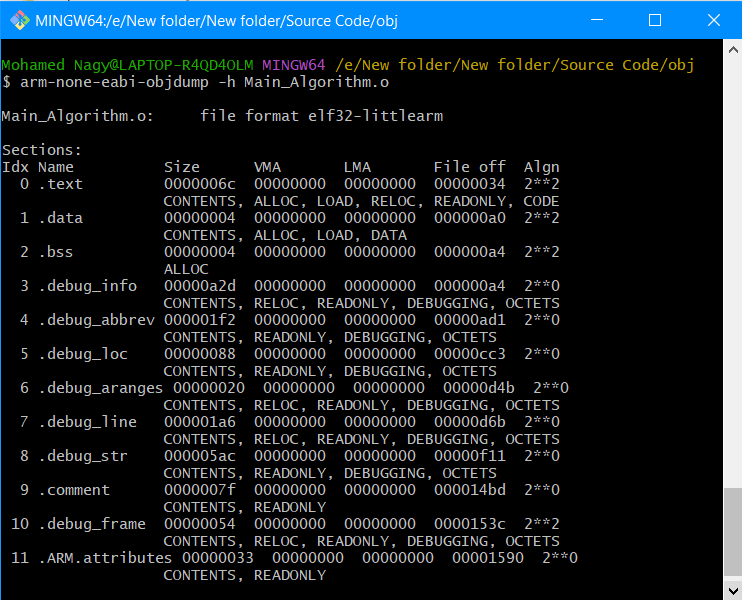 MINGW64:/e/New folder/New folder/Source Code/obj
Mohamed Nagy@LAPTOP-R4QD4OLM MINGW64 /e/New folder/New folder/Source Code/obj
$ arm-none-eabi-objdump -h Main_Algorithm.o
Main_Algorithm.o:     file format elf32-littlearm
Sections:
Idx Name          Size      VMA       LMA       File off  Algn
  0 .text         0000006c  00000000  00000000  00000034  2**2
                  CONTENTS, ALLOC, LOAD, RELOC, READONLY, CODE
  1 .data         00000004  00000000  00000000  000000a0  2**2
                  CONTENTS, ALLOC, LOAD, DATA
  2 .bss          00000004  00000000  00000000  000000a4  2**2
                  ALLOC
  3 .debug_info   00000a2d  00000000  00000000  000000a4  2**0
                  CONTENTS, RELOC, READONLY, DEBUGGING, OCTETS
  4 .debug_abbrev 000001f2  00000000  00000000  00000ad1  2**0
                  CONTENTS, READONLY, DEBUGGING, OCTETS
  5 .debug_loc    00000088  00000000  00000000  00000cc3  2**0
                  CONTENTS, READONLY, DEBUGGING, OCTETS
  6 .debug_aranges 00000020  00000000  00000000  00000d4b  2**0
                  CONTENTS, RELOC, READONLY, DEBUGGING, OCTETS
  7 .debug_line   000001a6  00000000  00000000  00000d6b  2**0
                  CONTENTS, RELOC, READONLY, DEBUGGING, OCTETS
  8 .debug_str    000005ac  00000000  00000000  00000f11  2**0
                  CONTENTS, READONLY, DEBUGGING, OCTETS
  9 .comment      0000007f  00000000  00000000  000014bd  2**0
                  CONTENTS, READONLY
 10 .debug_frame  00000054  00000000  00000000  0000153c  2**2
                  CONTENTS, RELOC, READONLY, DEBUGGING, OCTETS
 11 .ARM.attributes 00000033  00000000  00000000  00001590  2**0
                  CONTENTS, READONLY